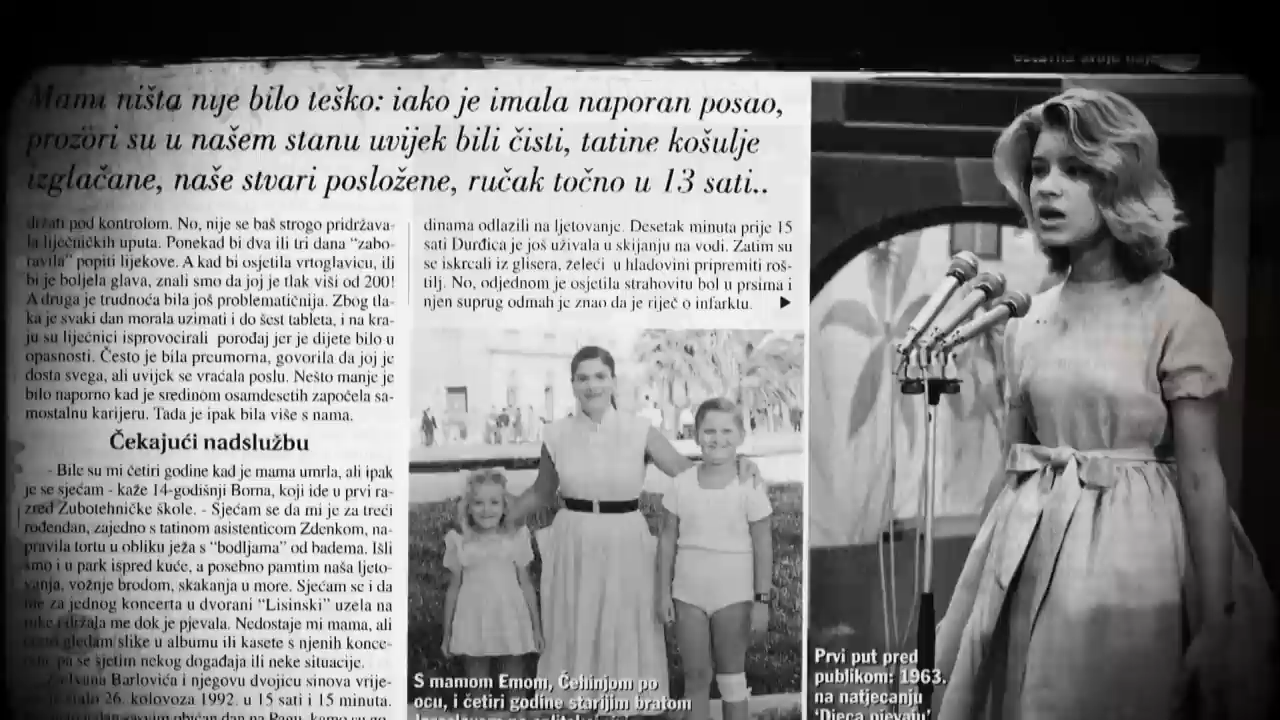 Mami ništa nije bilo teško: iako je imala naporan posao,
prozori su u našem stanu uvijek bili čisti, tatine košulje
izglačane, naše stvari posložene, ručak točno u 13 sati..
držati pod kontrolom. No, nije se baš strogo pridržava-
la liječničkih uputa. Ponekad bi dva ili tri dana “zabo-
ravila” popiti lijekove. A kad bi osjetila vrtoglavicu, ili
bi je boljela glava, znali smo da joj je tlak viši od 200!
A druga je trudnoća bila još problematičnija. Zbog tla-
ka je svaki dan morala uzimati i do šest tableta, i na kra-
ju su liječnici isprovocirali porođaj jer je dijete bilo u
opasnosti. Često je bila preumorna, govorila da joj je
dosta svega, ali uvijek se vraćala poslu. Nešto manje je
bilo naporno kad je sredinom osamdesetih započela sa-
mostalnu karijeru. Tada je ipak bila više s nama.
Čekajući nadslužbu
- Bile su mi četiri godine kad je mama umrla, ali ipak
je se sjećam - kaže 14-godišnji Borna, koji ide u prvi ra-
zred Zubotehničke škole. - Sjećam se da mi je za treći
rođendan, zajedno s tatinom asistenticom Zdenkom, na-
pravila tortu u obliku ježa s “bodljama” od badema. Išli
smo i u park ispred kuće, a posebno pamtim naša ljeto-
vanja, vožnje brodom, skakanja u more. Sjećam se i da
me za jednog koncerta u dvorani “Lisinski” uzela na
ruke i držala me dok je pjevala. Nedostaje mi mama, ali
gledam slike u albumu ili kasete s njenih konce-
pa se sjetim nekog događaja ili neke situacije.
Ivana Barlovića i njegovu dvojicu sinova vrije-
stalo 26. kolovoza 1992. u 15 sati i 15 minuta.
običan dan na Pagu, kamo su go-
dinama odlazili na ljetovanje. Desetak minuta prije 15
sati Đurđica je još uživala u skijanju na vodi. Zatim su
se iskrcali iz glisera, želeći u hladovini pripremiti roš-
tilj. No, odjednom je osjetila strahovitu bol u prsima i
njen suprug odmah je znao da je riječ o infarktu.
S mamom Emom, Čehinjom po
ocu, i četiri godine starijim bratom
Prvi put pred
publikom: 1963.
na natjecanju
‘Djeca pjevaju’